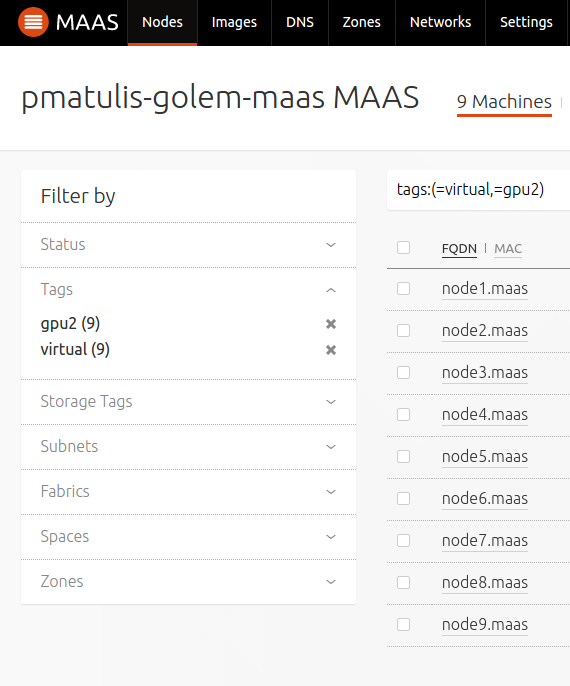 MAAS Nodes Images DNS Zones Networks Settings
pmatulis-golem-maas MAAS 9 Machines
Filter by
Status
Tags
gpu2 (9)
virtual (9)
Storage Tags
Subnets
Fabrics
Spaces
Zones
tags:(=virtual,=gpu2)
FQDN | MAC
node1.maas
node2.maas
node3.maas
node4.maas
node5.maas
node6.maas
node7.maas
node8.maas
node9.maas